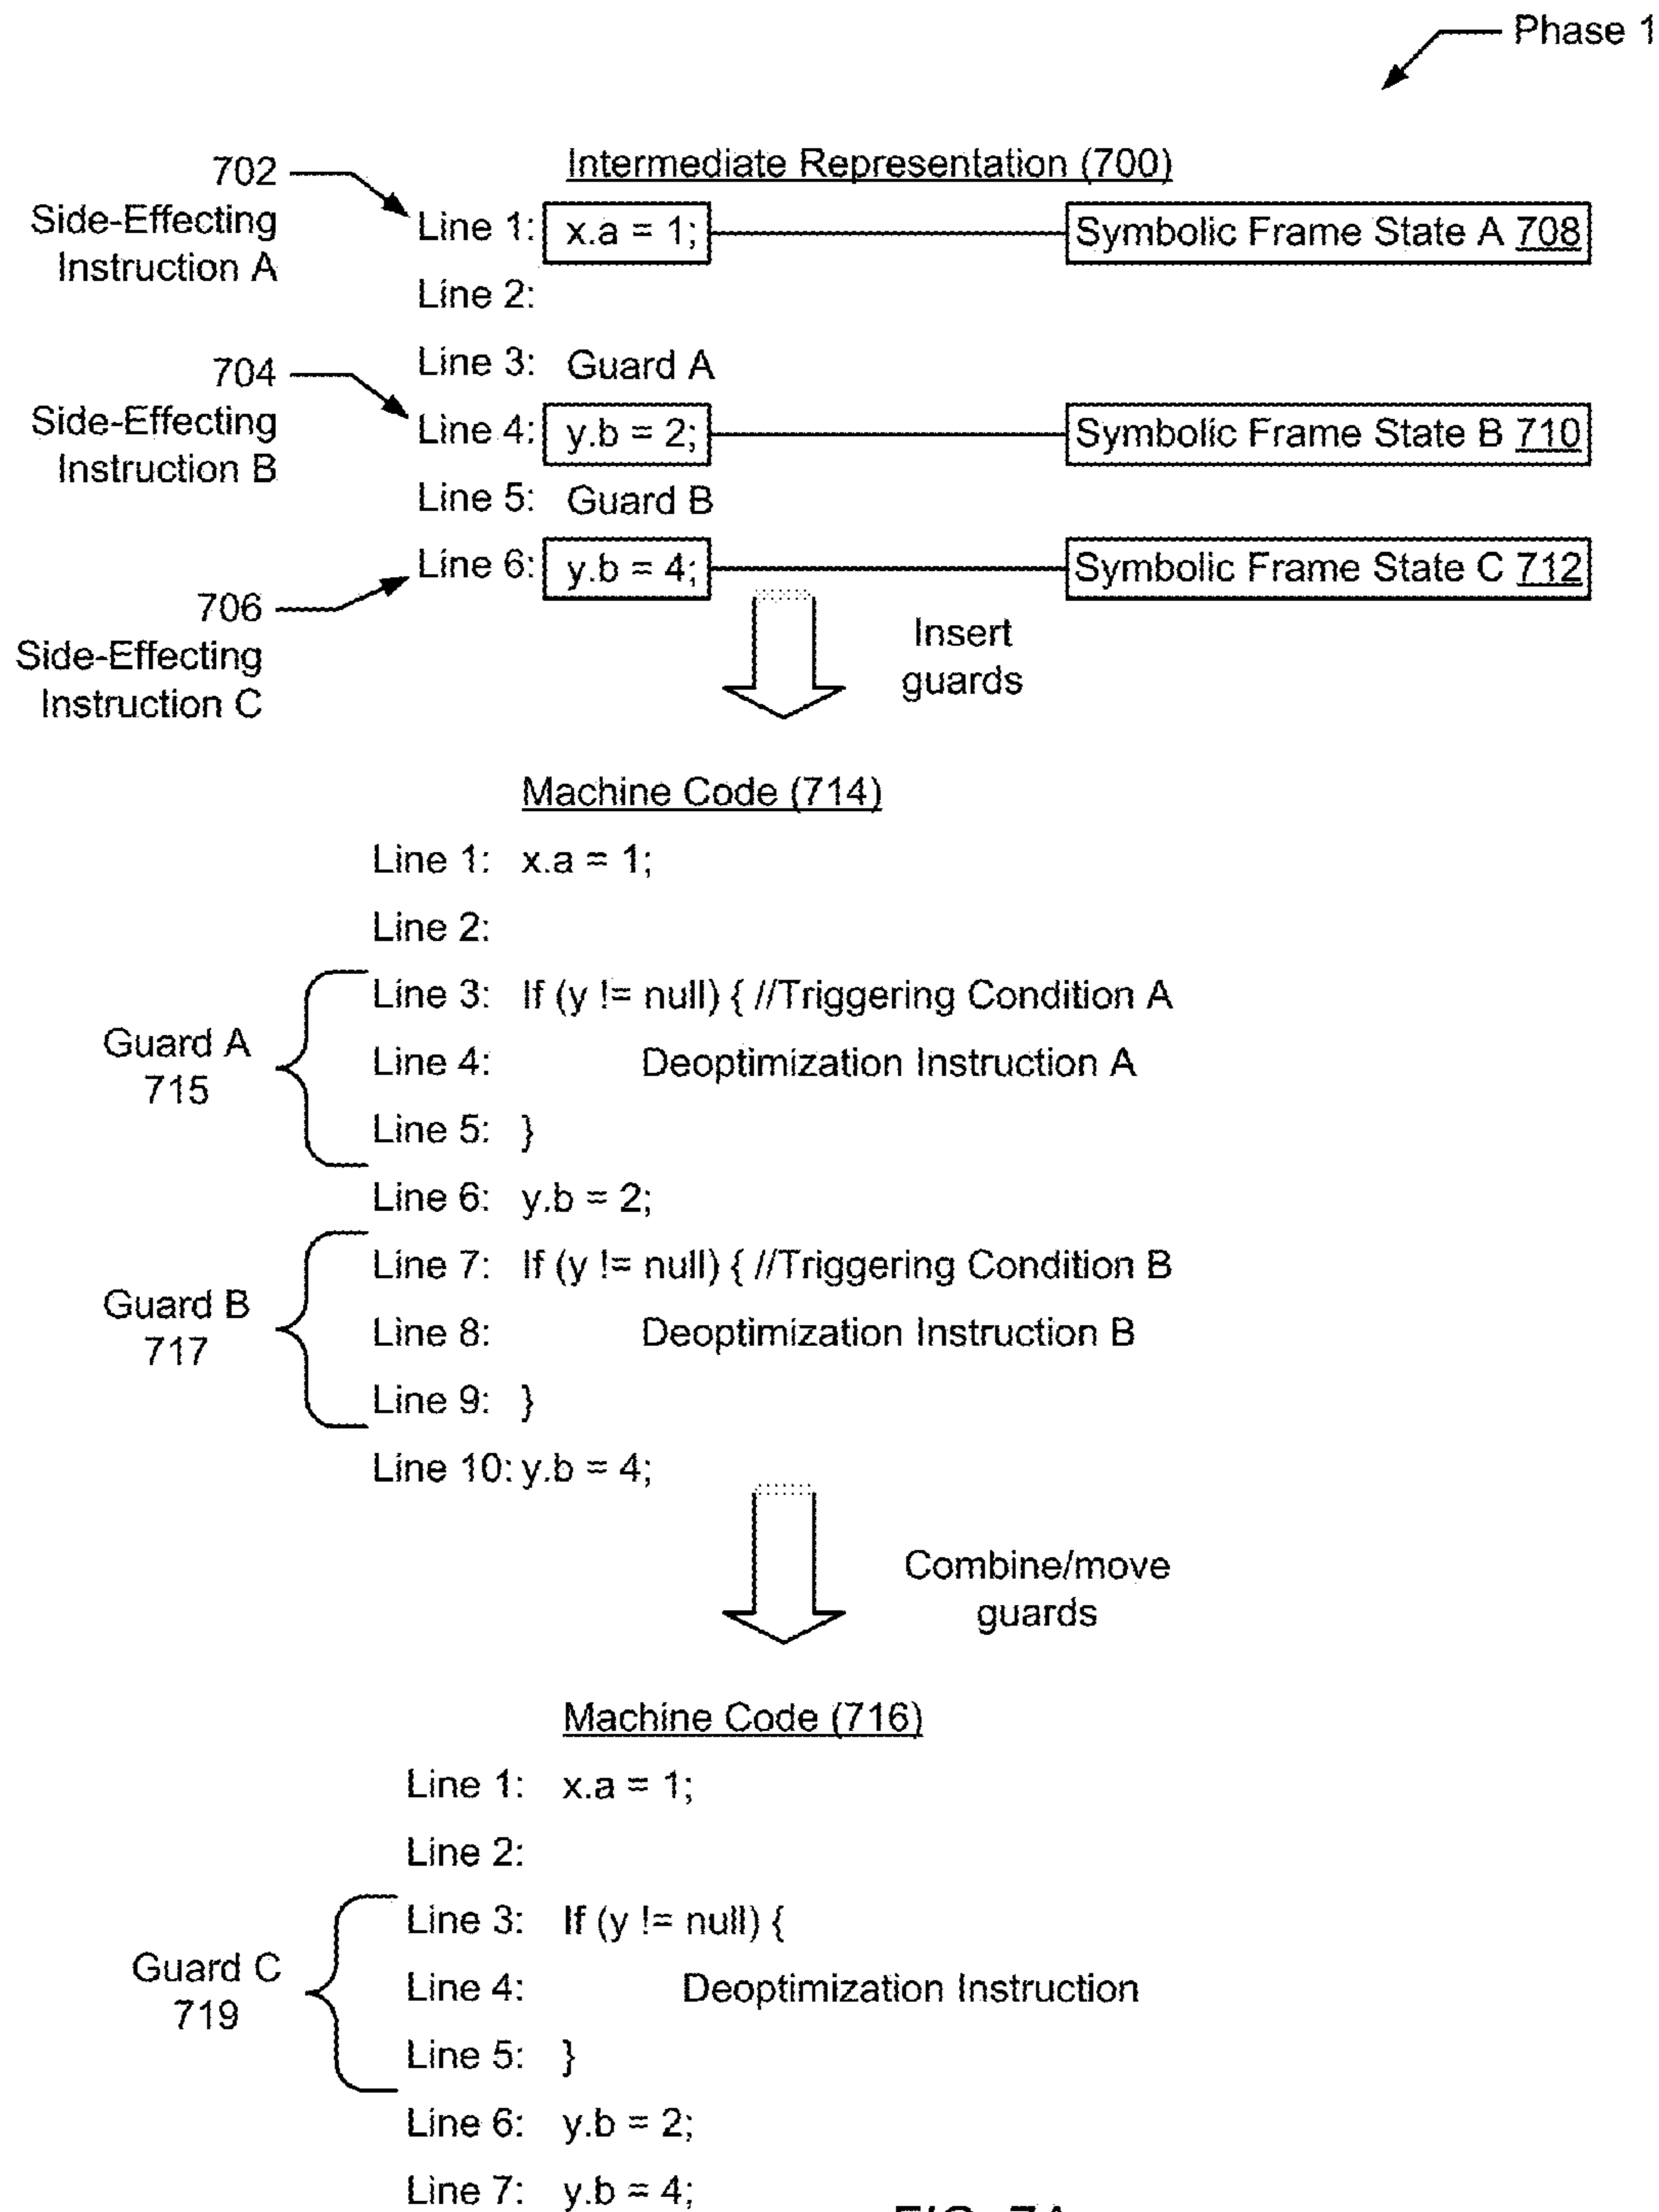 Phase 1
Intermediate Representation (700)
702
Side-Effecting
Instruction A
Line 1: x.a = 1; Symbolic Frame State A 708
Line 2:
Line 3: Guard A
704
Side-Effecting
Instruction B
Line 4: y.b = 2; Symbolic Frame State B 710
Line 5: Guard B
Line 6: y.b = 4; Symbolic Frame State C 712
706
Side-Effecting
Instruction C
Insert
guards
Machine Code (714)
Line 1: x.a = 1;
Line 2:
Guard A
715
Line 3: If (y != null) { //Triggering Condition A
Line 4: Deoptimization Instruction A
Line 5: }
Line 6: y.b = 2;
Guard B
717
Line 7: If (y != null) { //Triggering Condition B
Line 8: Deoptimization Instruction B
Line 9: }
Line 10: y.b = 4;
Combine/move
guards
Machine Code (716)
Line 1: x.a = 1;
Line 2:
Guard C
719
Line 3: If (y != null) {
Line 4: Deoptimization Instruction
Line 5: }
Line 6: y.b = 2;
Line 7: y.b = 4;